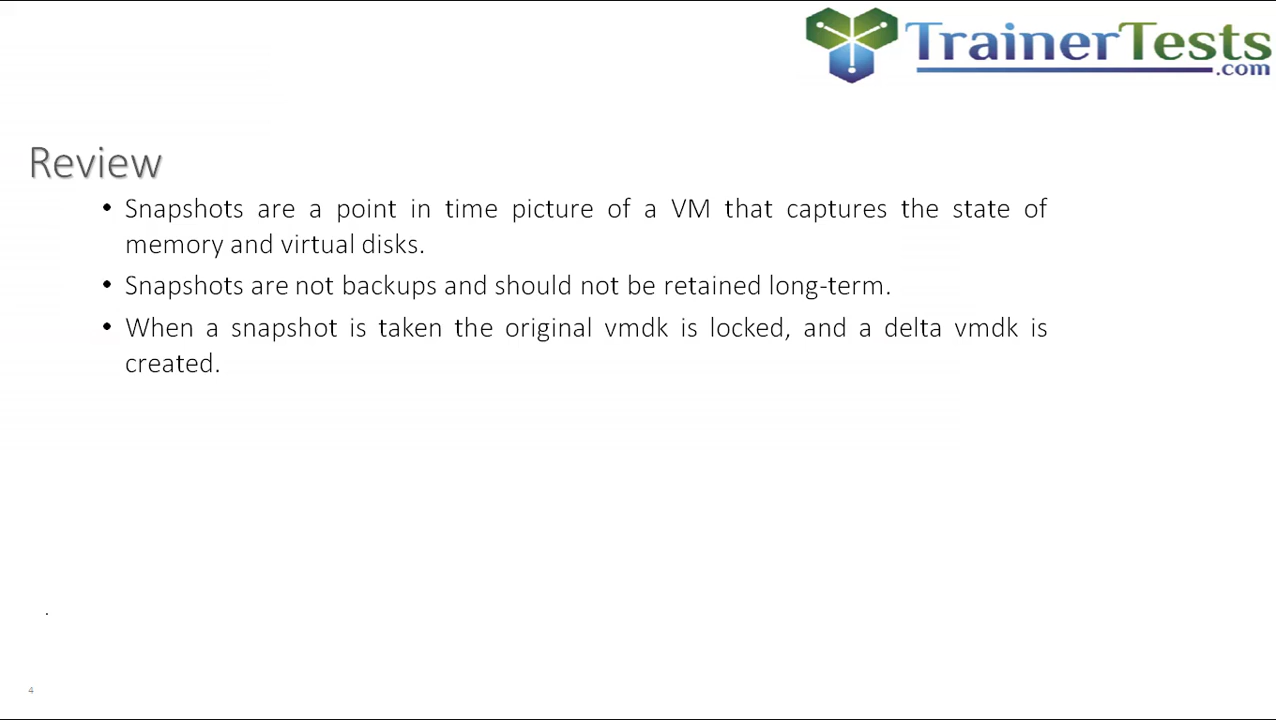 TrainerTests
.com
Review
• Snapshots are a point in time picture of a VM that captures the state of
memory and virtual disks.
• Snapshots are not backups and should not be retained long-term.
• When a snapshot is taken the original vmdk is locked, and a delta vmdk is
created.
.
4